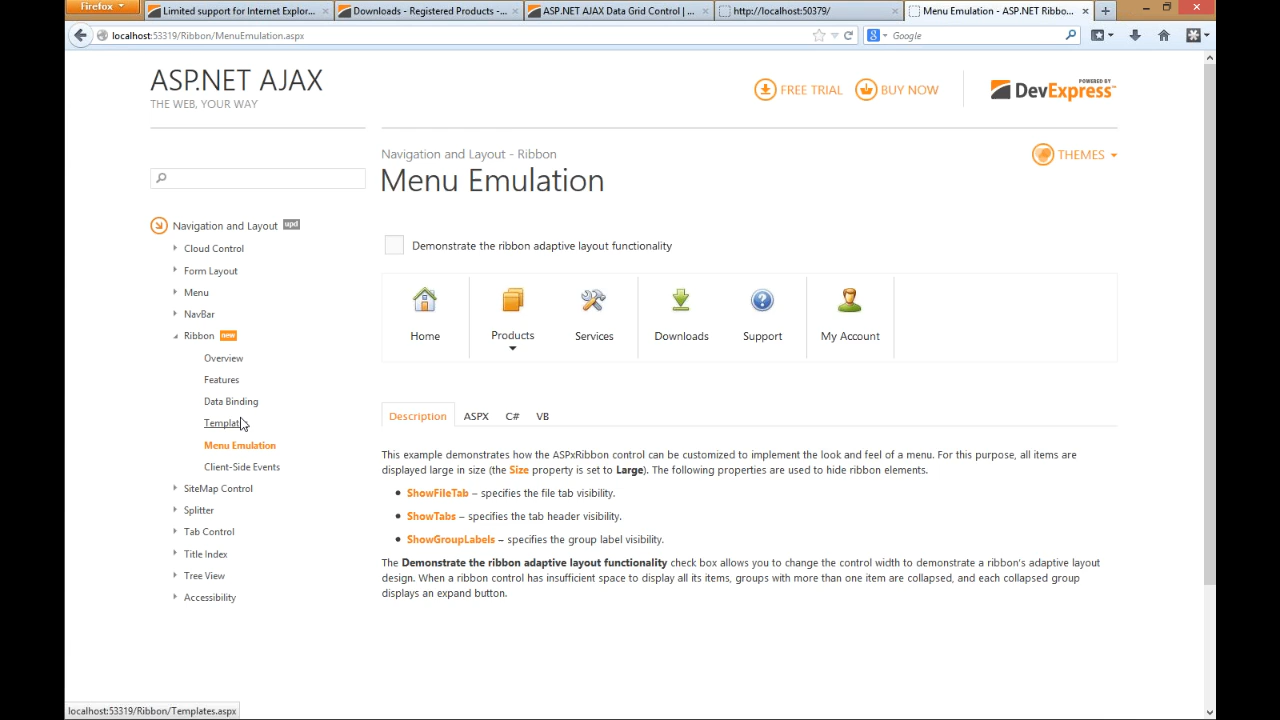 Firefox
Limited support for Internet Explor...
Downloads - Registered Products -...
ASP.NET AJAX Data Grid Control | ...
http://localhost:50379/
Menu Emulation - ASP.NET Ribbo...
localhost:53319/Ribbon/MenuEmulation.aspx
Google
ASP.NET AJAX
THE WEB, YOUR WAY
FREE TRIAL
BUY NOW
POWERED BY
DevExpress
Navigation and Layout - Ribbon
THEMES
Menu Emulation
Navigation and Layout upd
Cloud Control
Form Layout
Menu
NavBar
Ribbon new
Overview
Features
Data Binding
Menu Emulation
Client-Side Events
SiteMap Control
Splitter
Tab Control
Title Index
Tree View
Accessibility
Demonstrate the ribbon adaptive layout functionality
Home
Products
Services
Downloads
Support
My Account
Description
ASPX
C#
VB
This example demonstrates how the ASPxRibbon control can be customized to implement the look and feel of a menu. For this purpose, all items are
displayed large in size (the Size property is set to Large). The following properties are used to hide ribbon elements.
• ShowFileTab – specifies the file tab visibility.
• ShowTabs – specifies the tab header visibility.
• ShowGroupLabels – specifies the group label visibility.
The Demonstrate the ribbon adaptive layout functionality check box allows you to change the control width to demonstrate a ribbon's adaptive layout
design. When a ribbon control has insufficient space to display all its items, groups with more than one item are collapsed, and each collapsed group
displays an expand button.
localhost:53319/Ribbon/Templates.aspx